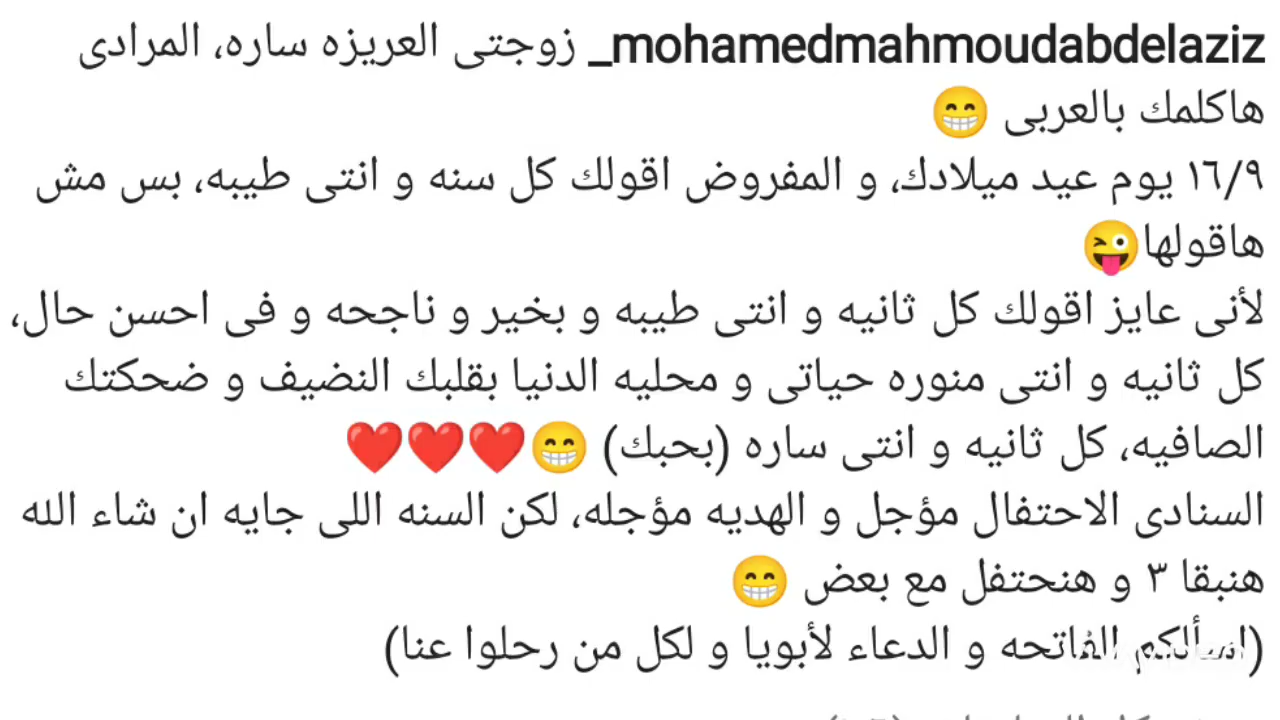 mohamedmahmoudabdelaziz_ زوجتى العريزه ساره، المرادى
هاكلمك بالعربى 😁
١٦/٩ يوم عيد ميلادك، و المفروض اقولك كل سنه و انتى طيبه، بس مش
هاقولها😜
لأنى عايز اقولك كل ثانيه و انتى طيبه و بخير و ناجحه و فى احسن حال،
كل ثانيه و انتى منوره حياتى و محليه الدنيا بقلبك النضيف و ضحكتك
الصافيه، كل ثانيه و انتى ساره (بحبك) 😁❤️❤️❤️
السنادى الاحتفال مؤجل و الهديه مؤجله، لكن السنه اللى جايه ان شاء الله
هنبقا ٣ و هنحتفل مع بعض 😁
(اسألكم الفاتحه و الدعاء لأبويا و لكل من رحلوا عنا)